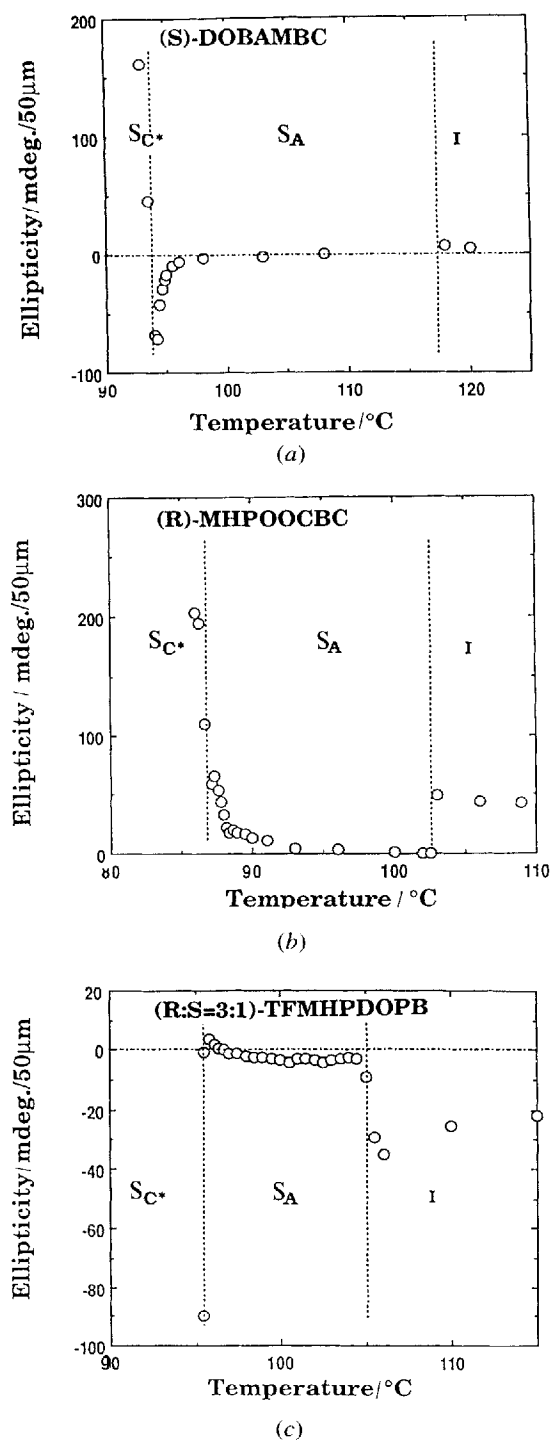 200
(S)-DOBAMBC
SC* SA I
100
0
-100
90 100 110 120
Ellipticity/mdeg./50μm
Temperature/°C
(a)
300
(R)-MHPOOCBC
200
SC* SA I
100
0
80 90 100 110
Ellipticity / mdeg./50μm
Temperature / °C
(b)
20
(R:S=3:1)-TFMHPDOPB
0
-20
-40
SC* SA I
-60
-80
-100
90 100 110
Ellipticity/mdeg./50μm
Temperature/°C
(c)